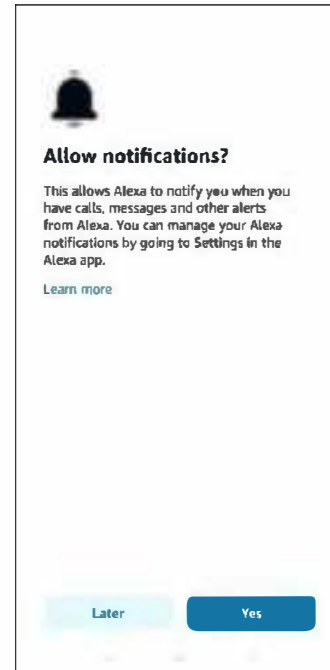 Allow notifications?
This allows Alexa to notify you when you
have calls, messages and other alerts
from Alexa. You can manage your Alexa
notifications by going to Settings in the
Alexa app.
Learn more
Later
Yes